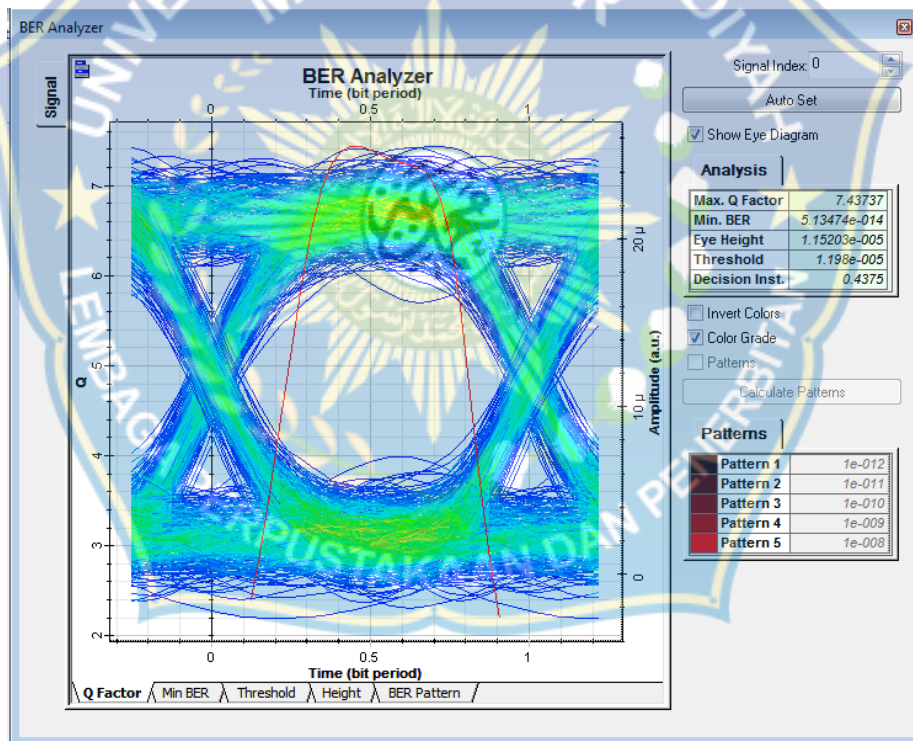 BER Analyzer
Signal
BER Analyzer
Time (bit period)
0 0.5 1
Q
7
6
5
4
3
2
Amplitude (a.u.)
20 µ
10 µ
0
0 0.5 1
Time (bit period)
Q Factor Min BER Threshold Height BER Pattern
Signal Index: 0
Auto Set
Show Eye Diagram
Analysis
Max. Q Factor 7.43737
Min. BER 5.13474e-014
Eye Height 1.15203e-005
Threshold 1.198e-005
Decision Inst. 0.4375
Invert Colors
Color Grade
Patterns
Calculate Patterns
Patterns
Pattern 1 1e-012
Pattern 2 1e-011
Pattern 3 1e-010
Pattern 4 1e-009
Pattern 5 1e-008
LEMBAGA PERPUSTAKAAN DAN PENERBITAN